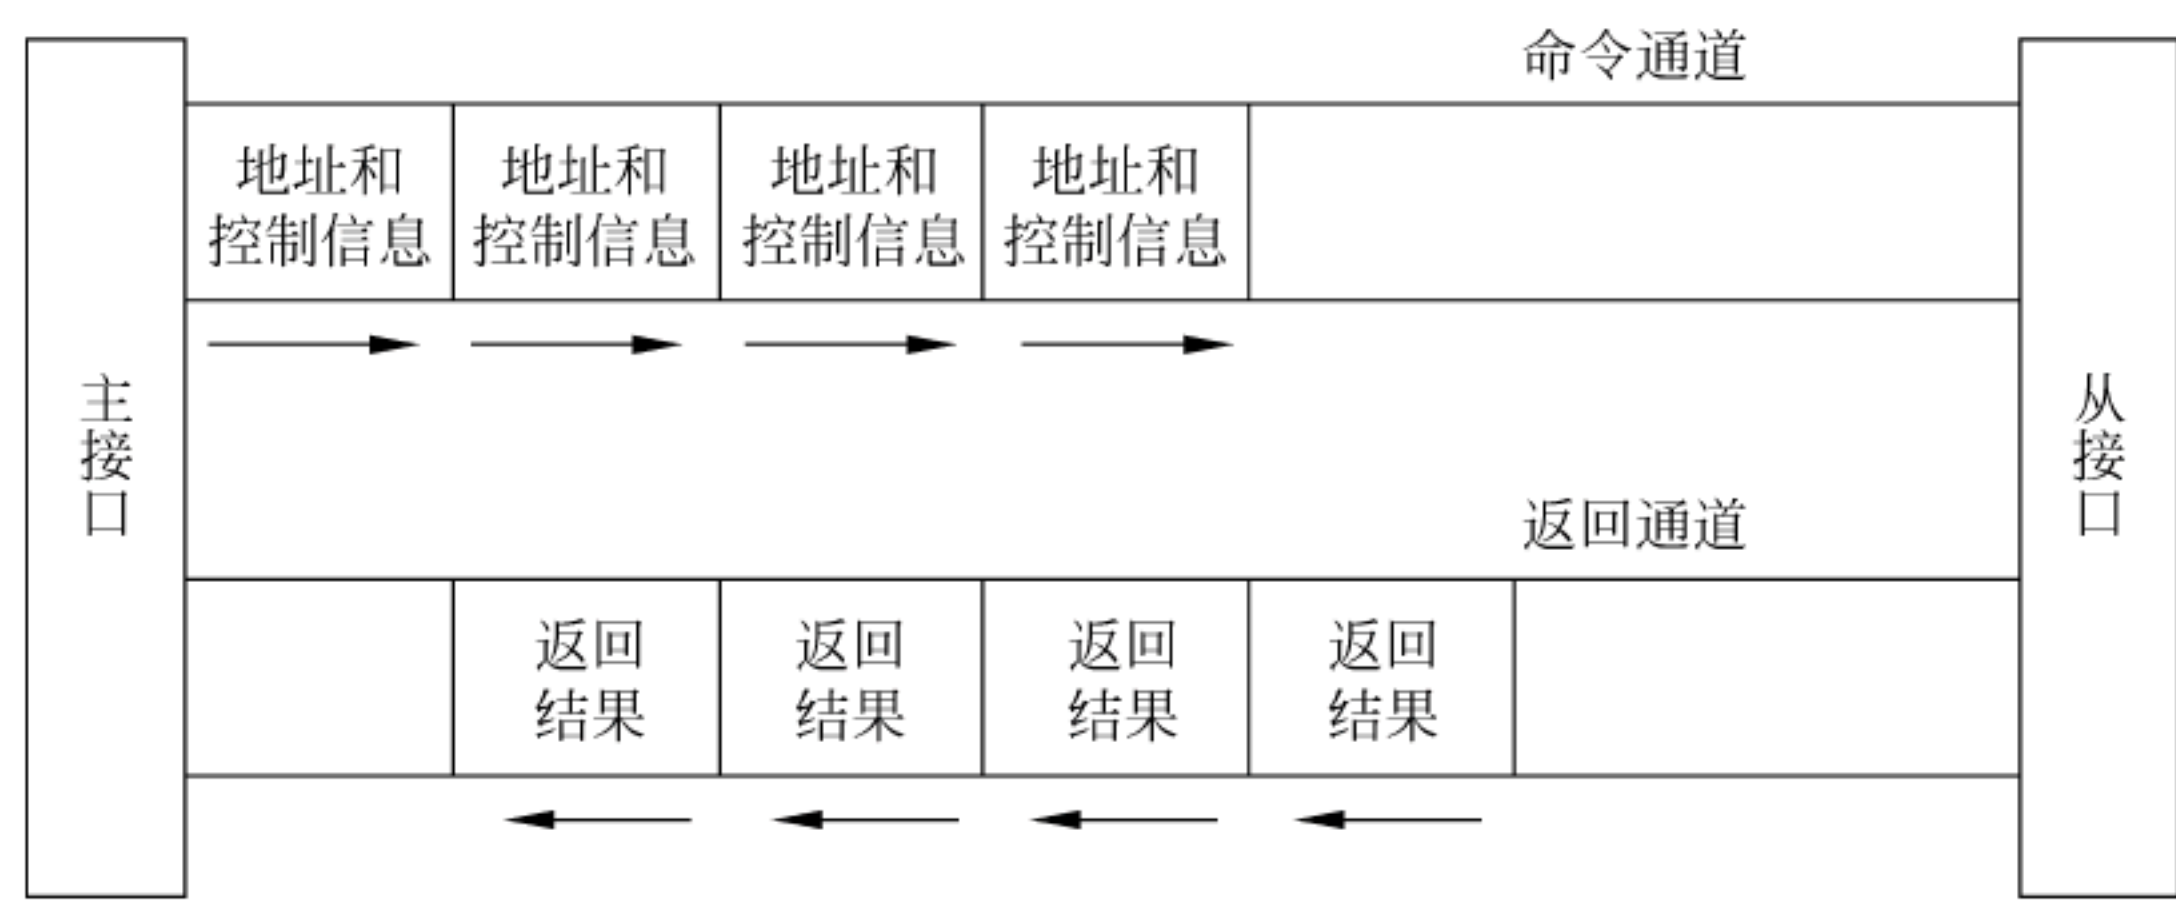 命令通道
地址和
控制信息
地址和
控制信息
地址和
控制信息
地址和
控制信息
主接口
从接口
返回通道
返回
结果
返回
结果
返回
结果
返回
结果